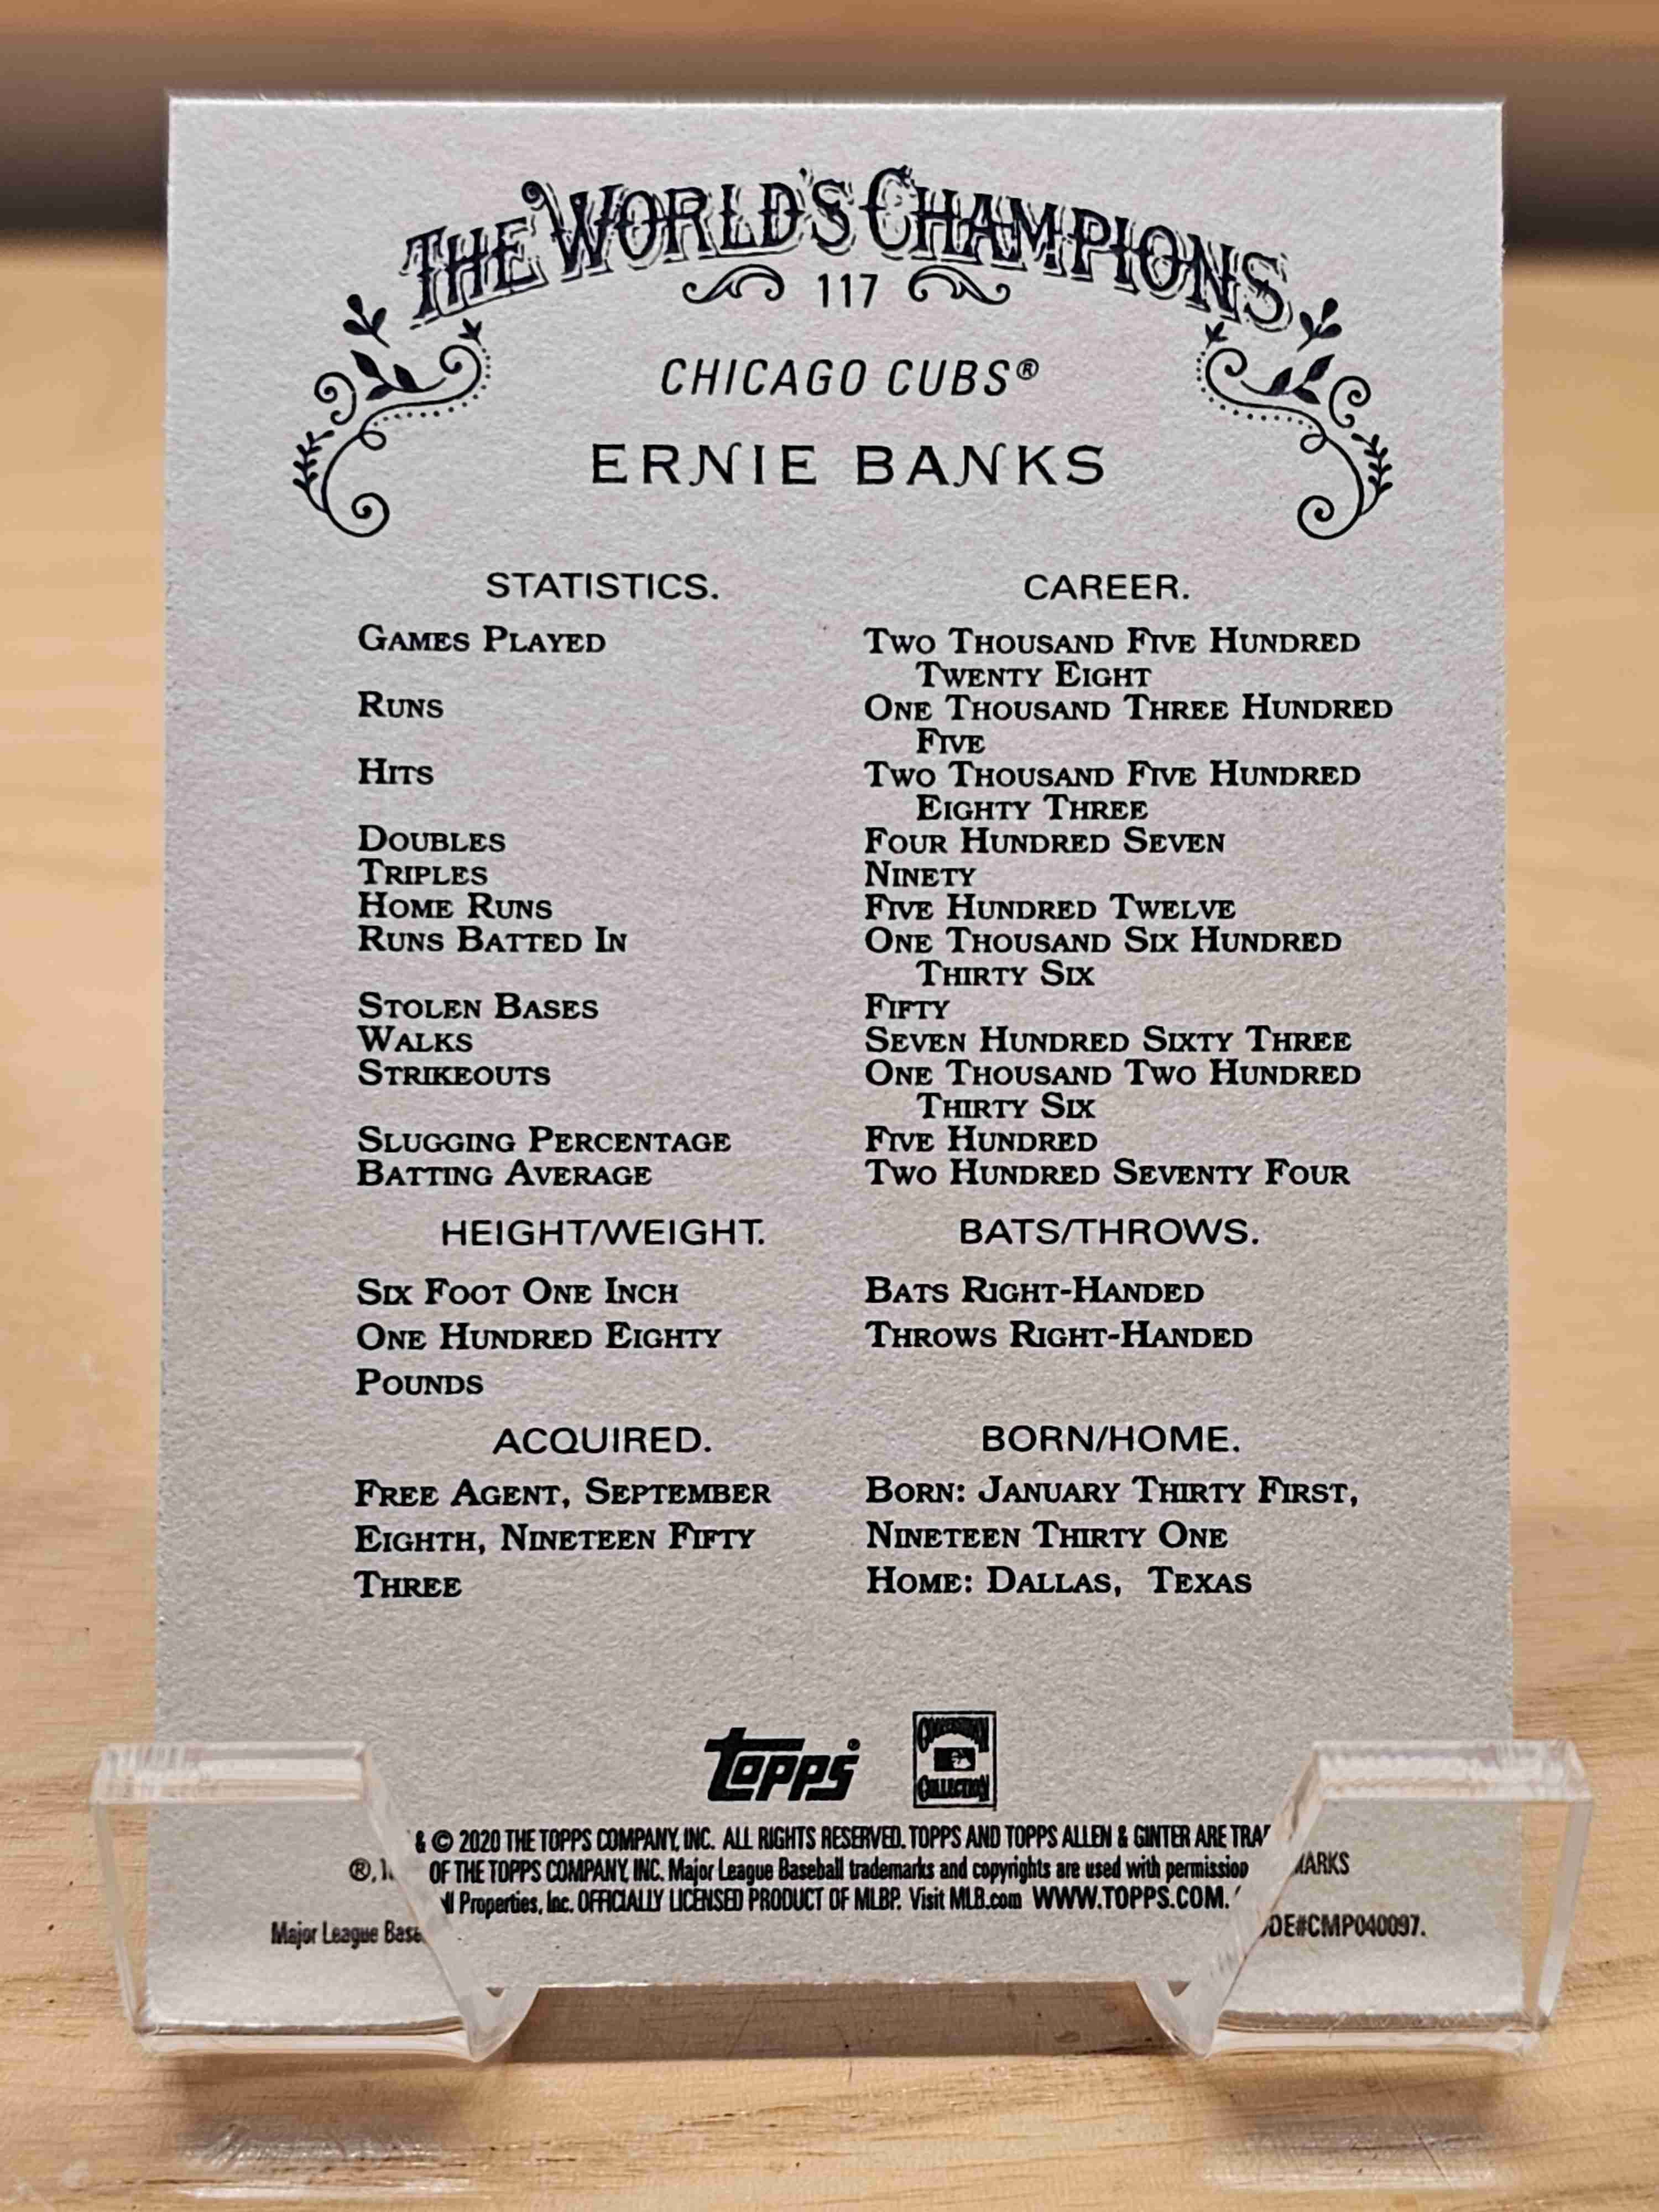 THE WORLD'S CHAMPIONS
117
CHICAGO CUBS®
ERNIE BANKS
STATISTICS. CAREER.
GAMES PLAYED TWO THOUSAND FIVE HUNDRED
TWENTY EIGHT
RUNS ONE THOUSAND THREE HUNDRED
FIVE
HITS TWO THOUSAND FIVE HUNDRED
EIGHTY THREE
DOUBLES FOUR HUNDRED SEVEN
TRIPLES NINETY
HOME RUNS FIVE HUNDRED TWELVE
RUNS BATTED IN ONE THOUSAND SIX HUNDRED
THIRTY SIX
STOLEN BASES FIFTY
WALKS SEVEN HUNDRED SIXTY THREE
STRIKEOUTS ONE THOUSAND TWO HUNDRED
THIRTY SIX
SLUGGING PERCENTAGE FIVE HUNDRED
BATTING AVERAGE TWO HUNDRED SEVENTY FOUR
HEIGHT/WEIGHT. BATS/THROWS.
SIX FOOT ONE INCH BATS RIGHT-HANDED
ONE HUNDRED EIGHTY THROWS RIGHT-HANDED
POUNDS
ACQUIRED. BORN/HOME.
FREE AGENT, SEPTEMBER BORN: JANUARY THIRTY FIRST,
EIGHTH, NINETEEN FIFTY NINETEEN THIRTY ONE
THREE HOME: DALLAS, TEXAS
topps® COOPERSTOWN COLLECTION
& © 2020 THE TOPPS COMPANY, INC. ALL RIGHTS RESERVED. TOPPS AND TOPPS ALLEN & GINTER ARE TRA
OF THE TOPPS COMPANY, INC. Major League Baseball trademarks and copyrights are used with permission
Major League Base ll Properties, Inc. OFFICIALLY LICENSED PRODUCT OF MLBP. Visit MLB.com WWW.TOPPS.COM. DE#CMP040097.